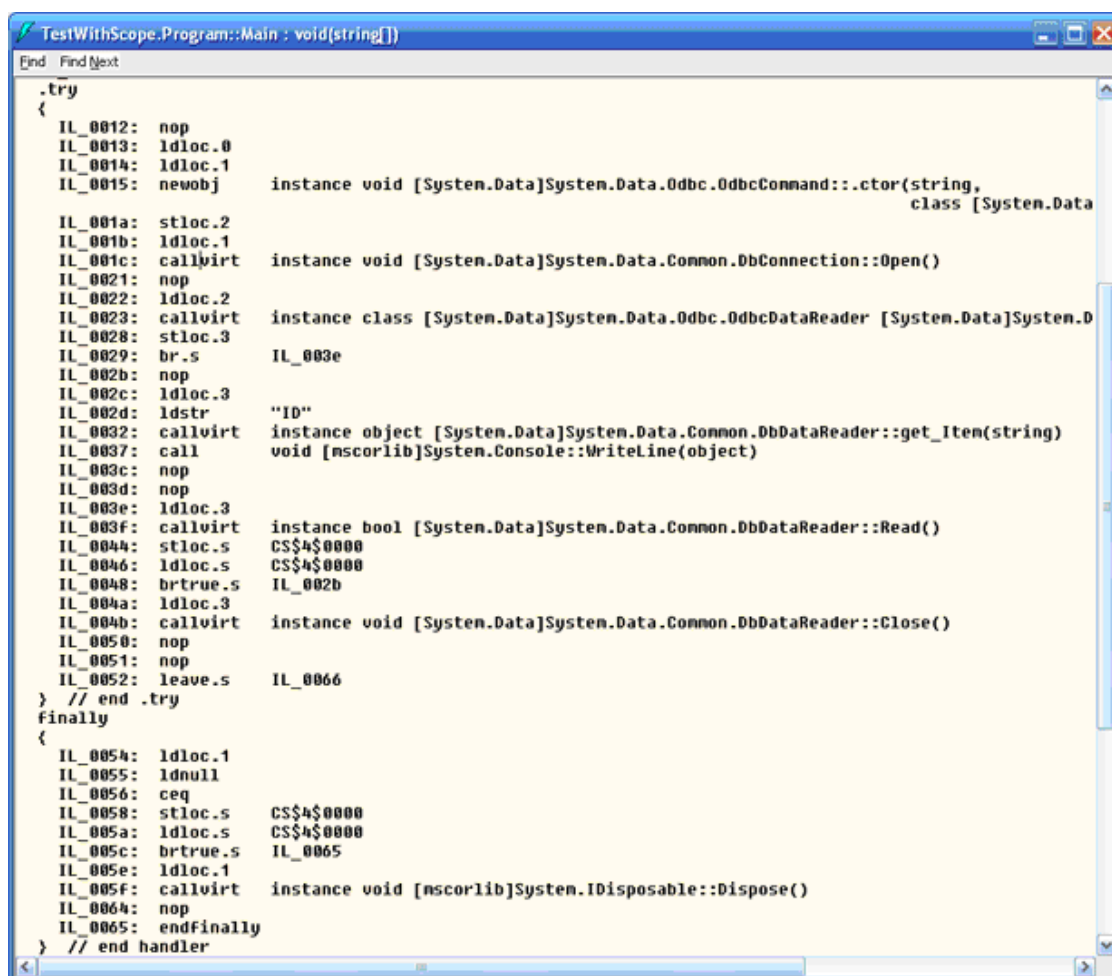 TestWithScope.Program::Main : void(string[])
Find Find Next
.try
{
IL_0012: nop
IL_0013: ldloc.0
IL_0014: ldloc.1
IL_0015: newobj instance void [System.Data]System.Data.Odbc.OdbcCommand::.ctor(string,
class [System.Data
IL_001a: stloc.2
IL_001b: ldloc.1
IL_001c: callvirt instance void [System.Data]System.Data.Common.DbConnection::Open()
IL_0021: nop
IL_0022: ldloc.2
IL_0023: callvirt instance class [System.Data]System.Data.Odbc.OdbcDataReader [System.Data]System.D
IL_0028: stloc.3
IL_0029: br.s IL_003e
IL_002b: nop
IL_002c: ldloc.3
IL_002d: ldstr "ID"
IL_0032: callvirt instance object [System.Data]System.Data.Common.DbDataReader::get_Item(string)
IL_0037: call void [mscorlib]System.Console::WriteLine(object)
IL_003c: nop
IL_003d: nop
IL_003e: ldloc.3
IL_003f: callvirt instance bool [System.Data]System.Data.Common.DbDataReader::Read()
IL_0044: stloc.s CS$4$0000
IL_0046: ldloc.s CS$4$0000
IL_0048: brtrue.s IL_002b
IL_004a: ldloc.3
IL_004b: callvirt instance void [System.Data]System.Data.Common.DbDataReader::Close()
IL_0050: nop
IL_0051: nop
IL_0052: leave.s IL_0066
} // end .try
finally
{
IL_0054: ldloc.1
IL_0055: ldnull
IL_0056: ceq
IL_0058: stloc.s CS$4$0000
IL_005a: ldloc.s CS$4$0000
IL_005c: brtrue.s IL_0065
IL_005e: ldloc.1
IL_005f: callvirt instance void [mscorlib]System.IDisposable::Dispose()
IL_0064: nop
IL_0065: endfinally
} // end handler